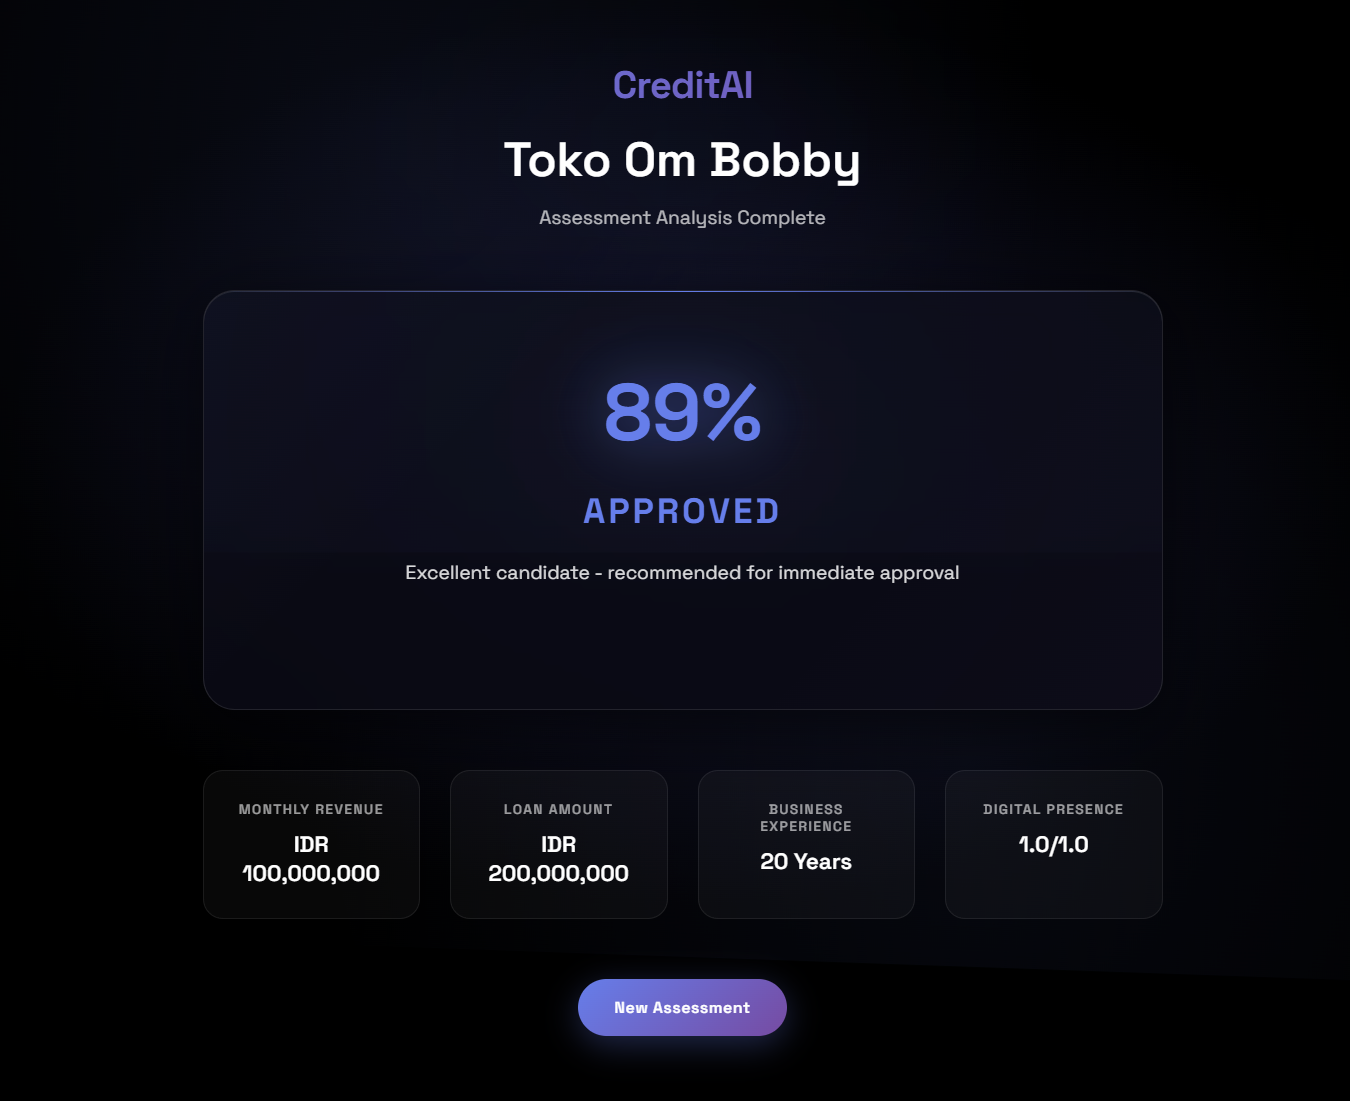 CreditAI
Toko Om Bobby
Assessment Analysis Complete
89%
APPROVED
Excellent candidate - recommended for immediate approval
MONTHLY REVENUE
IDR
100,000,000
LOAN AMOUNT
IDR
200,000,000
BUSINESS
EXPERIENCE
20 Years
DIGITAL PRESENCE
1.0/1.0
New Assessment